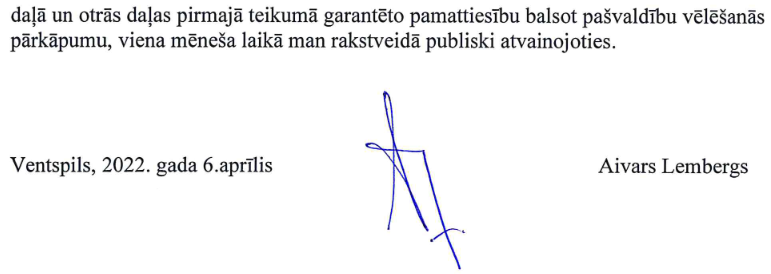 daļā un otrās daļas pirmajā teikumā garantēto pamattiesību balsot pašvaldību vēlēšanās
pārkāpumu, viena mēneša laikā man rakstveidā publiski atvainojoties.
Ventspils, 2022. gada 6.aprīlis Aivars Lembergs